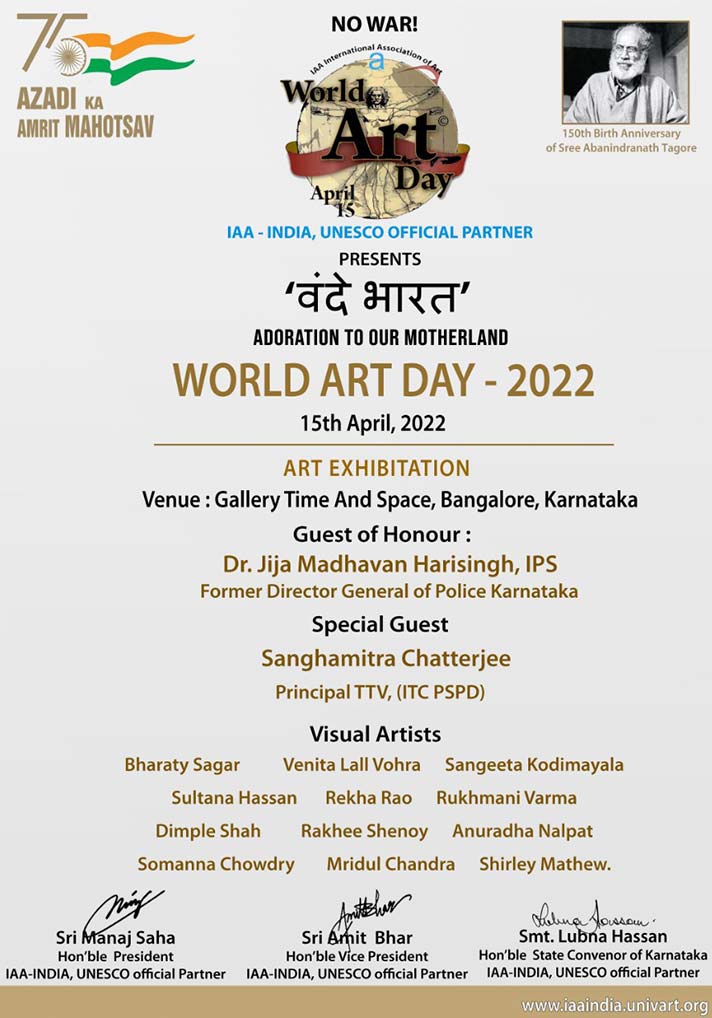 NO WAR!
75
AZADI KA
AMRIT MAHOTSAV
IAA International Association of Art
a
World
Art©
Day
April
15
150th Birth Anniversary
of Sree Abanindranath Tagore
IAA - INDIA, UNESCO OFFICIAL PARTNER
PRESENTS
‘वंदे भारत’
ADORATION TO OUR MOTHERLAND
WORLD ART DAY - 2022
15th April, 2022
ART EXHIBITATION
Venue : Gallery Time And Space, Bangalore, Karnataka
Guest of Honour :
Dr. Jija Madhavan Harisingh, IPS
Former Director General of Police Karnataka
Special Guest
Sanghamitra Chatterjee
Principal TTV, (ITC PSPD)
Visual Artists
Bharaty Sagar Venita Lall Vohra Sangeeta Kodimayala
Sultana Hassan Rekha Rao Rukhmani Varma
Dimple Shah Rakhee Shenoy Anuradha Nalpat
Somanna Chowdry Mridul Chandra Shirley Mathew.
Amit Bhar
Lubna Hassan.
Sri Manaj Saha
Hon'ble President
IAA-INDIA, UNESCO official Partner
Sri Amit Bhar
Hon'ble Vice President
IAA-INDIA, UNESCO official Partner
Smt. Lubna Hassan
Hon'ble State Convenor of Karnataka
IAA-INDIA, UNESCO official Partner
www.iaaindia.univart.org